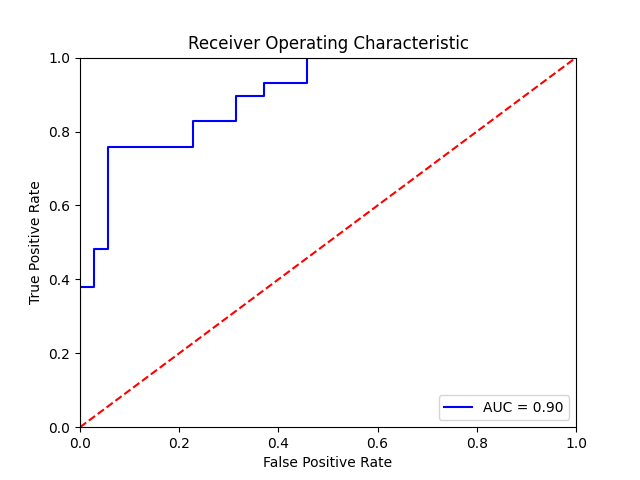 Receiver Operating Characteristic
True Positive Rate
1.0
0.8
0.6
0.4
0.2
0.0
0.0 0.2 0.4 0.6 0.8 1.0
False Positive Rate
AUC = 0.90